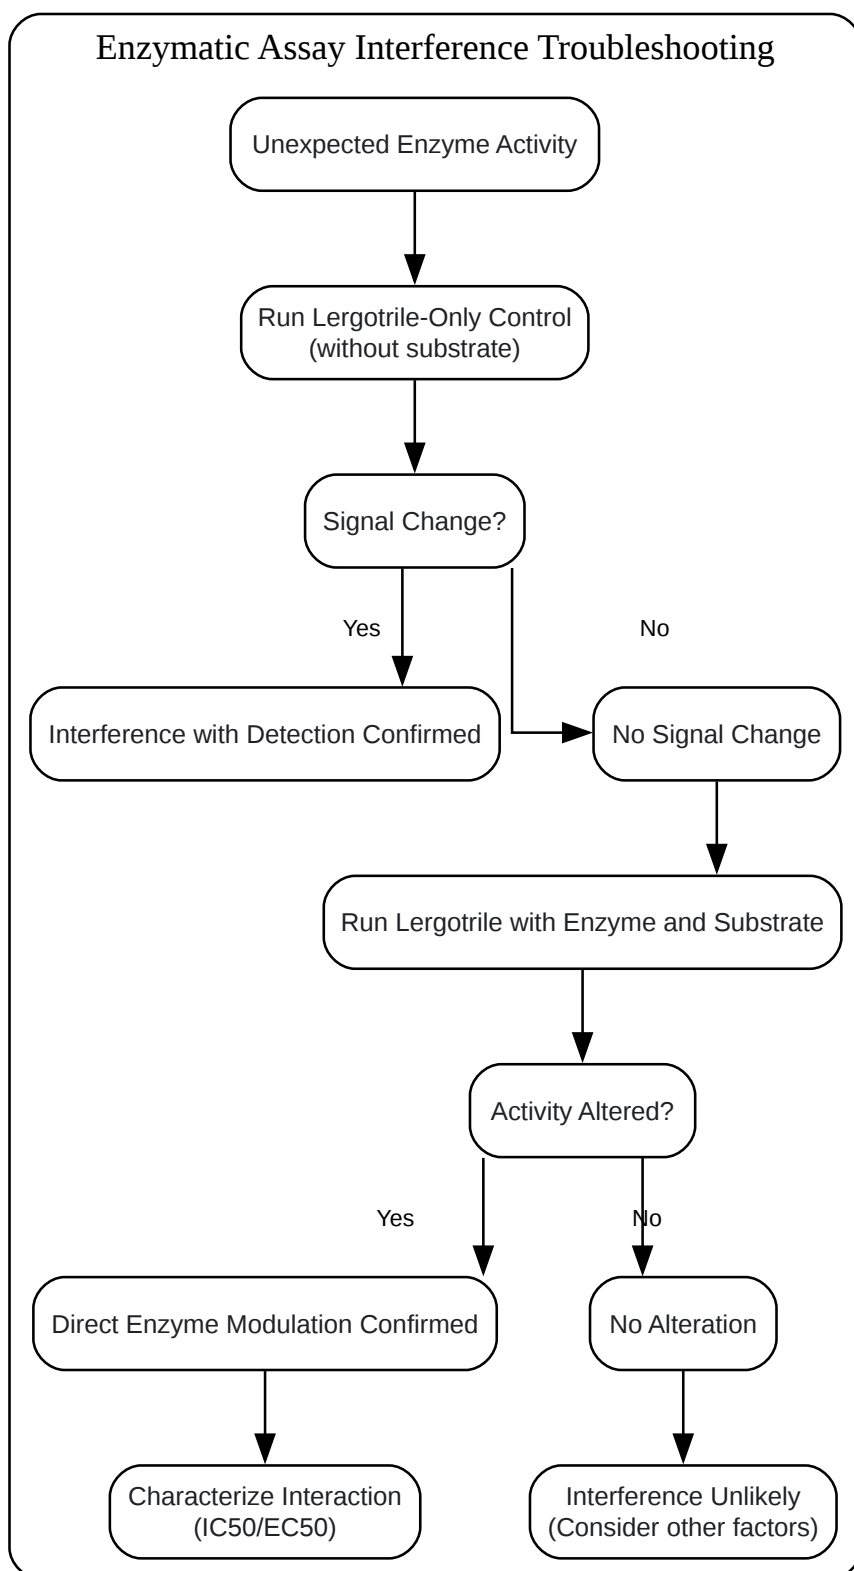 Enzymatic Assay Interference Troubleshooting
Unexpected Enzyme Activity
Run Lergotrile-Only Control
(without substrate)
Signal Change?
Yes
No
Interference with Detection Confirmed
No Signal Change
Run Lergotrile with Enzyme and Substrate
Activity Altered?
Yes
No
Direct Enzyme Modulation Confirmed
No Alteration
Characterize Interaction
(IC50/EC50)
Interference Unlikely
(Consider other factors)